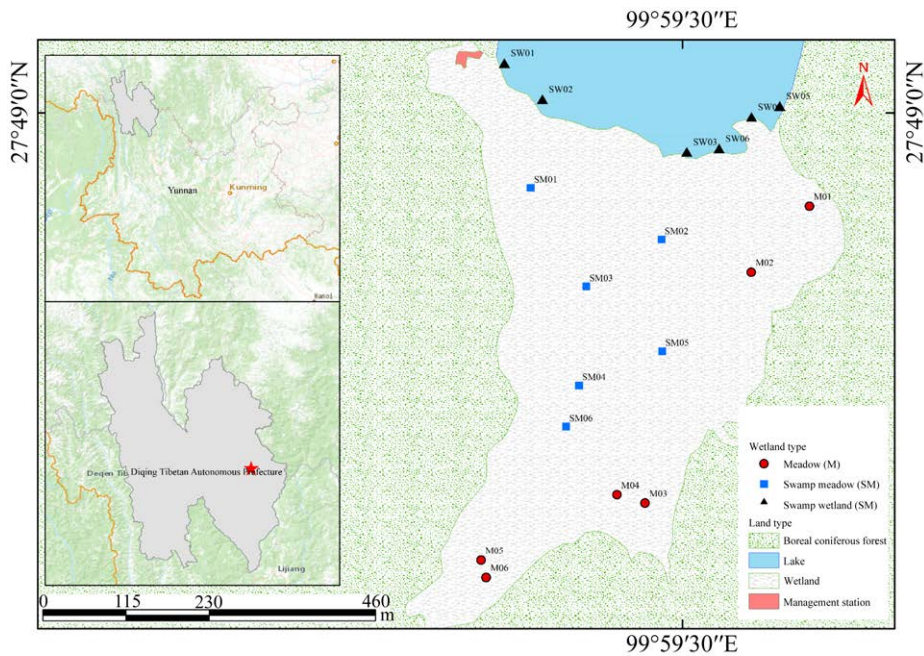 99°59′30″E
27°49′0″N
27°49′0″N
N
SW01
SW02
SW05
SW03
SW06
SM01
M01
SM02
M02
SM03
SM05
SM04
SM06
M04
M03
M05
M06
Yunnan
Kunming
Diqing Tibetan Autonomous Prefecture
Lijiang
Wetland type
Meadow (M)
Swamp meadow (SM)
Swamp wetland (SM)
Land type
Boreal coniferous forest
Lake
Wetland
Management station
0 115 230 460
m
99°59′30″E